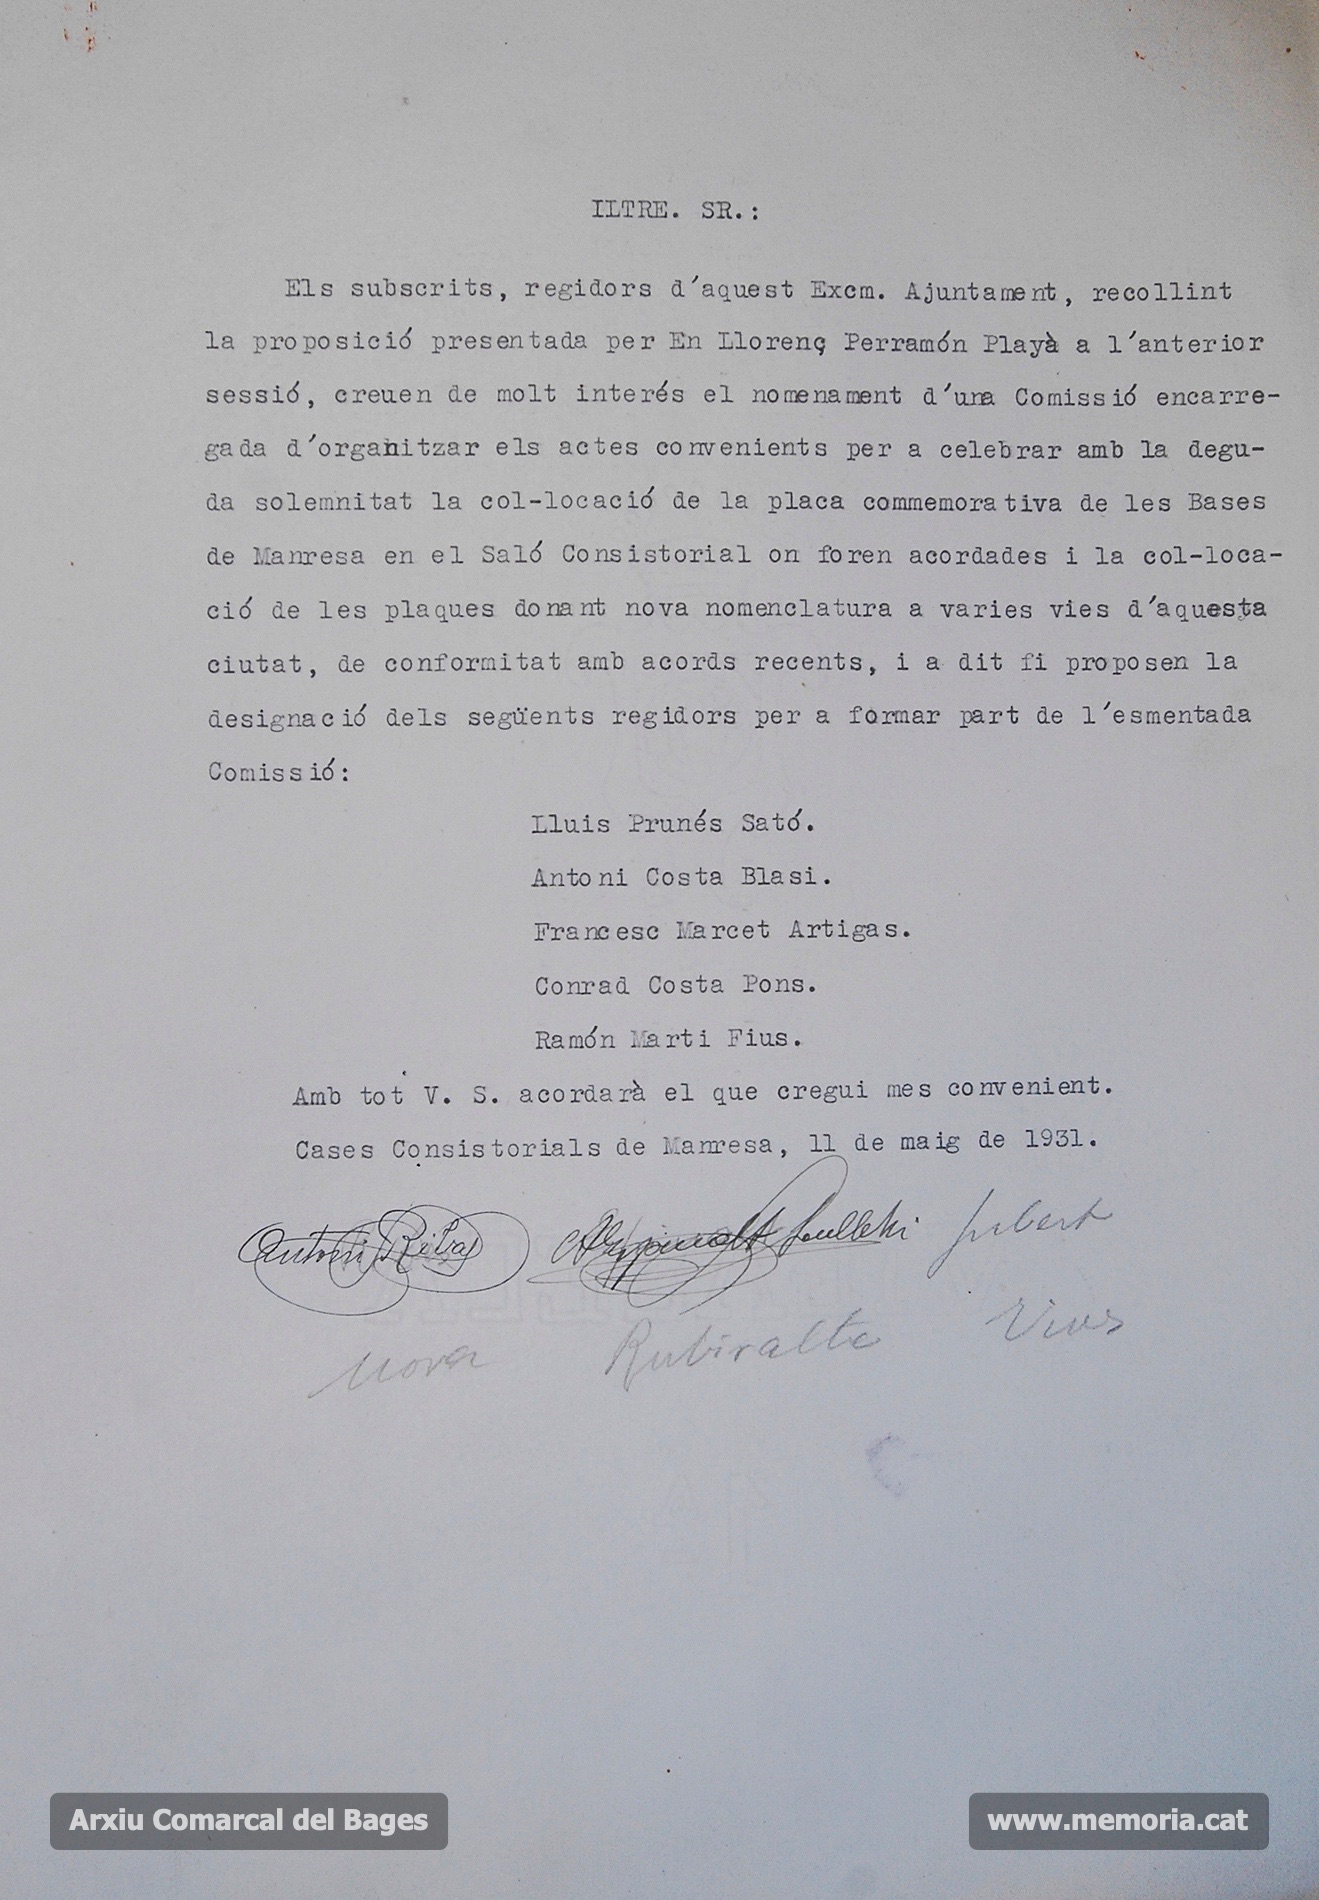 ILTRE. SR.:
Els subscrits, regidors d'aquest Excm. Ajuntament, recollint
la proposició presentada per En Llorenç Perramón Playà a l'anterior
sessió, creuen de molt interés el nomenament d'una Comissió encarre-
gada d'organitzar els actes convenients per a celebrar amb la degu-
da solemnitat la col-locació de la placa commemorativa de les Bases
de Manresa en el Saló Consistorial on foren acordades i la col-loca-
ció de les plaques donant nova nomenclatura a varies vies d'aquesta
ciutat, de conformitat amb acords recents, i a dit fi proposen la
designació dels següents regidors per a formar part de l'esmentada
Comissió:
Lluis Prunés Sató.
Antoni Costa Blasi.
Francesc Marcet Artigas.
Conrad Costa Pons.
Ramón Marti Fius.
Amb tot V. S. acordarà el que cregui mes convenient.
Cases Consistorials de Manresa, 11 de maig de 1931.
Antoni Ribas Jubert
Mora Rubiralta Vives
Arxiu Comarcal del Bages
www.memoria.cat